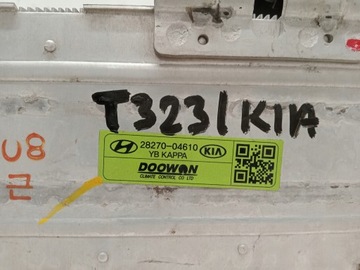 T3231KIA
28270-04610 KIA
YB KAPPA
DOOWON
CLIMATE CONTROL CO LTD